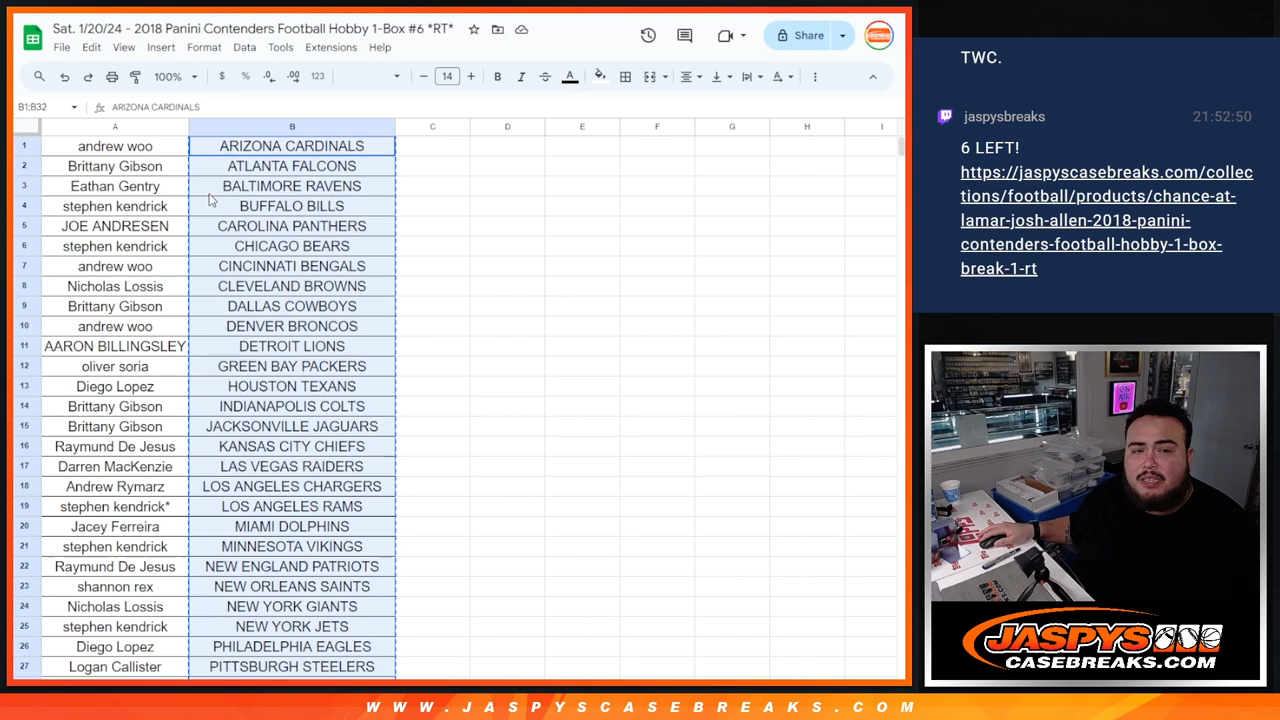 Sat. 1/20/24 - 2018 Panini Contenders Football Hobby 1-Box #6 *RT*
File Edit View Insert Format Data Tools Extensions Help
Share
100% $ % .0 .00 123 14 B I A
B1:B32 fx ARIZONA CARDINALS
A B C D E F G H I
1 andrew woo ARIZONA CARDINALS
2 Brittany Gibson ATLANTA FALCONS
3 Eathan Gentry BALTIMORE RAVENS
4 stephen kendrick BUFFALO BILLS
5 JOE ANDRESEN CAROLINA PANTHERS
6 stephen kendrick CHICAGO BEARS
7 andrew woo CINCINNATI BENGALS
8 Nicholas Lossis CLEVELAND BROWNS
9 Brittany Gibson DALLAS COWBOYS
10 andrew woo DENVER BRONCOS
11 AARON BILLINGSLEY DETROIT LIONS
12 oliver soria GREEN BAY PACKERS
13 Diego Lopez HOUSTON TEXANS
14 Brittany Gibson INDIANAPOLIS COLTS
15 Brittany Gibson JACKSONVILLE JAGUARS
16 Raymund De Jesus KANSAS CITY CHIEFS
17 Darren MacKenzie LAS VEGAS RAIDERS
18 Andrew Rymarz LOS ANGELES CHARGERS
19 stephen kendrick* LOS ANGELES RAMS
20 Jacey Ferreira MIAMI DOLPHINS
21 stephen kendrick MINNESOTA VIKINGS
22 Raymund De Jesus NEW ENGLAND PATRIOTS
23 shannon rex NEW ORLEANS SAINTS
24 Nicholas Lossis NEW YORK GIANTS
25 stephen kendrick NEW YORK JETS
26 Diego Lopez PHILADELPHIA EAGLES
27 Logan Callister PITTSBURGH STEELERS
TWC.
jaspysbreaks 21:52:50
6 LEFT!
https://jaspyscasebreaks.com/collec
tions/football/products/chance-at-
lamar-josh-allen-2018-panini-
contenders-football-hobby-1-box-
break-1-rt
ON AIR
JASPYS
CASEBREAKS.COM
WWW.JASPYSCASEBREAKS.COM